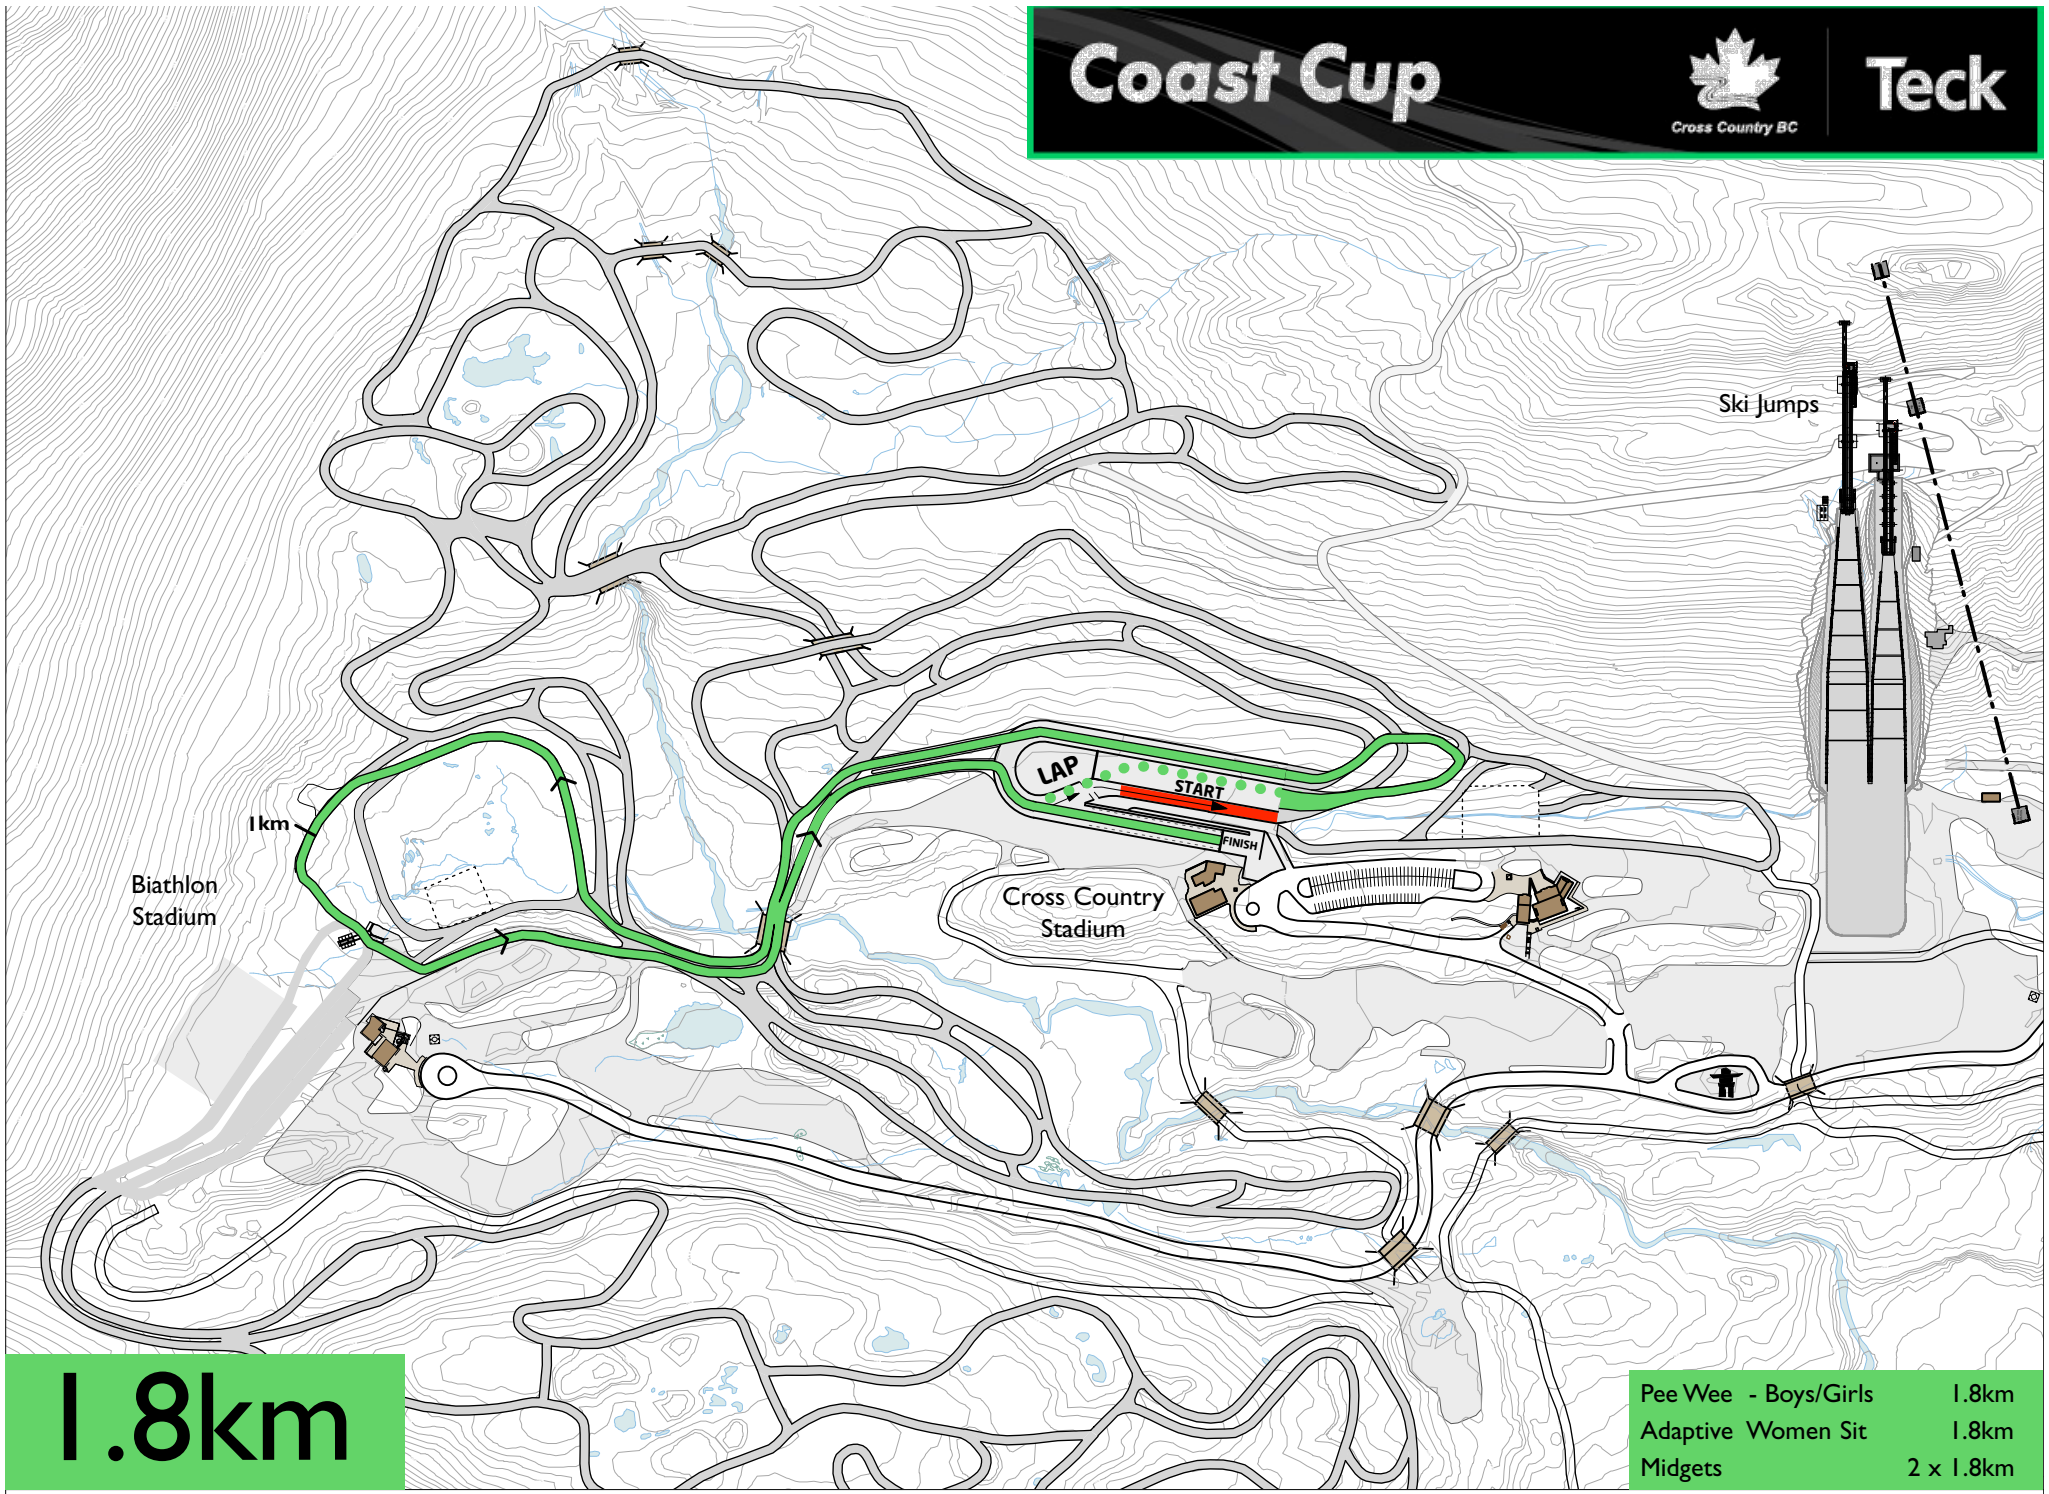 Coast Cup
Cross Country BC
Teck
Ski Jumps
LAP
START
FINISH
1km
Biathlon
Stadium
Cross Country
Stadium
1.8km
Pee Wee - Boys/Girls 1.8km
Adaptive Women Sit 1.8km
Midgets 2 x 1.8km